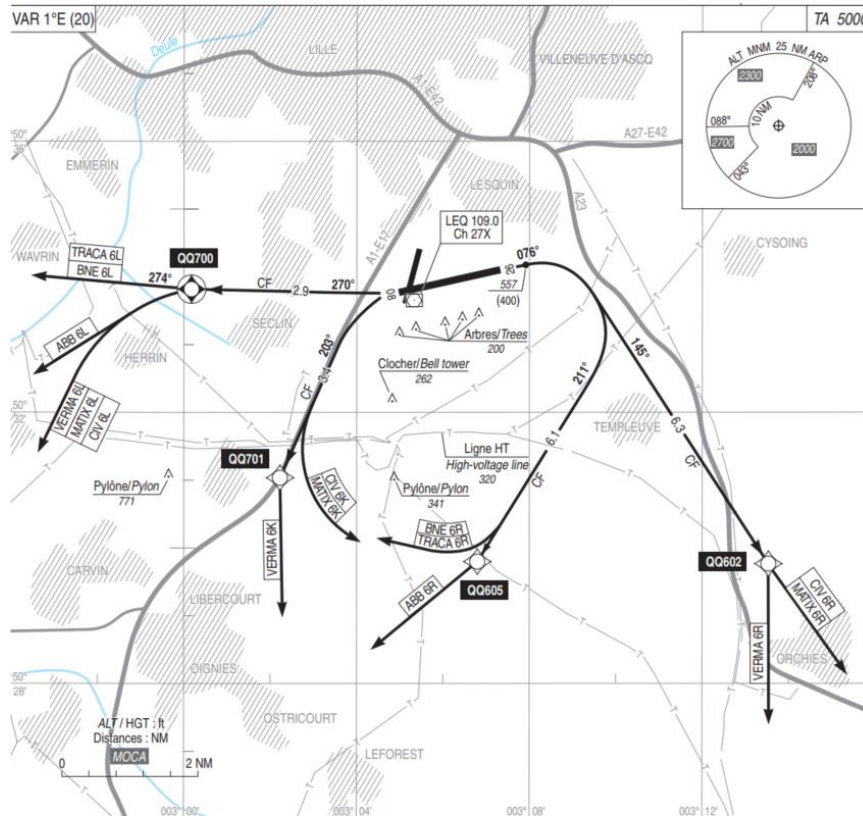 VAR 1°E (20)
TA 5000
Deule
LILLE
VILLENEUVE D'ASCQ
ALT MNM 25 NM ARP
2300
208°
088°
10 NM
2700
2000
043°
50°
36'
A1-E42
A27-E42
EMMERIN
LESQUIN
A23
LEQ 109.0
Ch 27X
CYSOING
WAVRIN
TRACA 6L
BNE 6L
274°
QQ700
CF
2.9
270°
A1-E17
08
26
076°
557
(400)
SECLIN
ABB 6L
HERRIN
Arbres/Trees
200
203°
3.4
CF
Clocher/Bell tower
262
211°
145°
VERMA 6L
MATIX 6L
CIV 6L
50°
32'
TEMPLEUVE
6.1
6.3
CF
CF
QQ701
Ligne HT
High-voltage line
320
Pylône/Pylon
771
CIV 6K
MATIX 6K
Pylône/Pylon
341
BNE 6R
TRACA 6R
VERMA 6K
CARVIN
QQ605
QQ602
LIBERCOURT
ABB 6R
CIV 6R
MATIX 6R
VERMA 6R
ORCHIES
OIGNIES
50°
28'
ALT / HGT : ft
Distances : NM
MOCA
0
2 NM
OSTRICOURT
LEFOREST
003° 00'
003° 04'
003° 08'
003° 12'